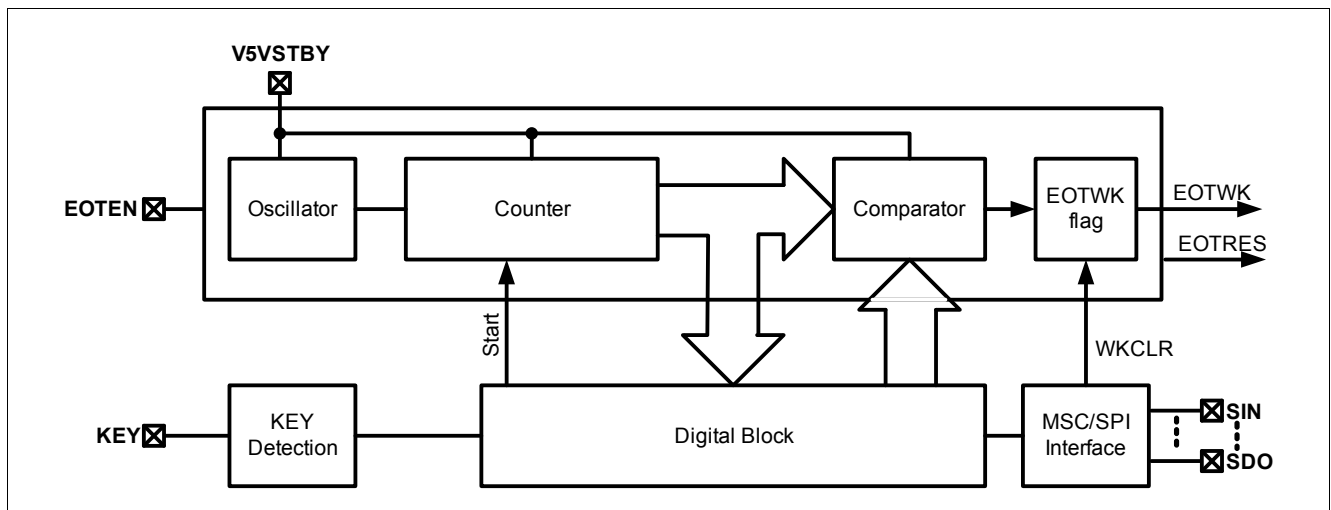 V5VSTBY
EOTEN
Oscillator
Counter
Comparator
EOTWK
flag
EOTWK
EOTRES
Start
WKCLR
KEY
KEY
Detection
Digital Block
MSC/SPI
Interface
SIN
SDO